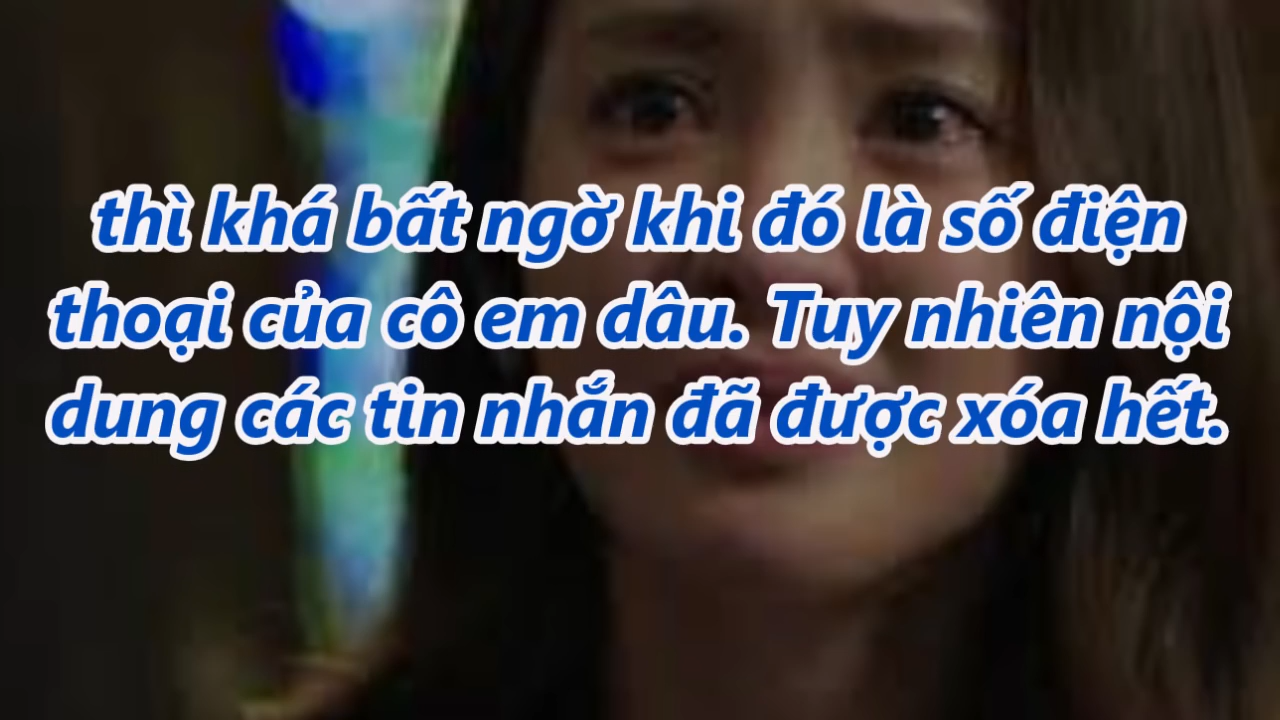 thì khá bất ngờ khi đó là số điện
thoại của cô em dâu. Tuy nhiên nội
dung các tin nhắn đã được xóa hết.